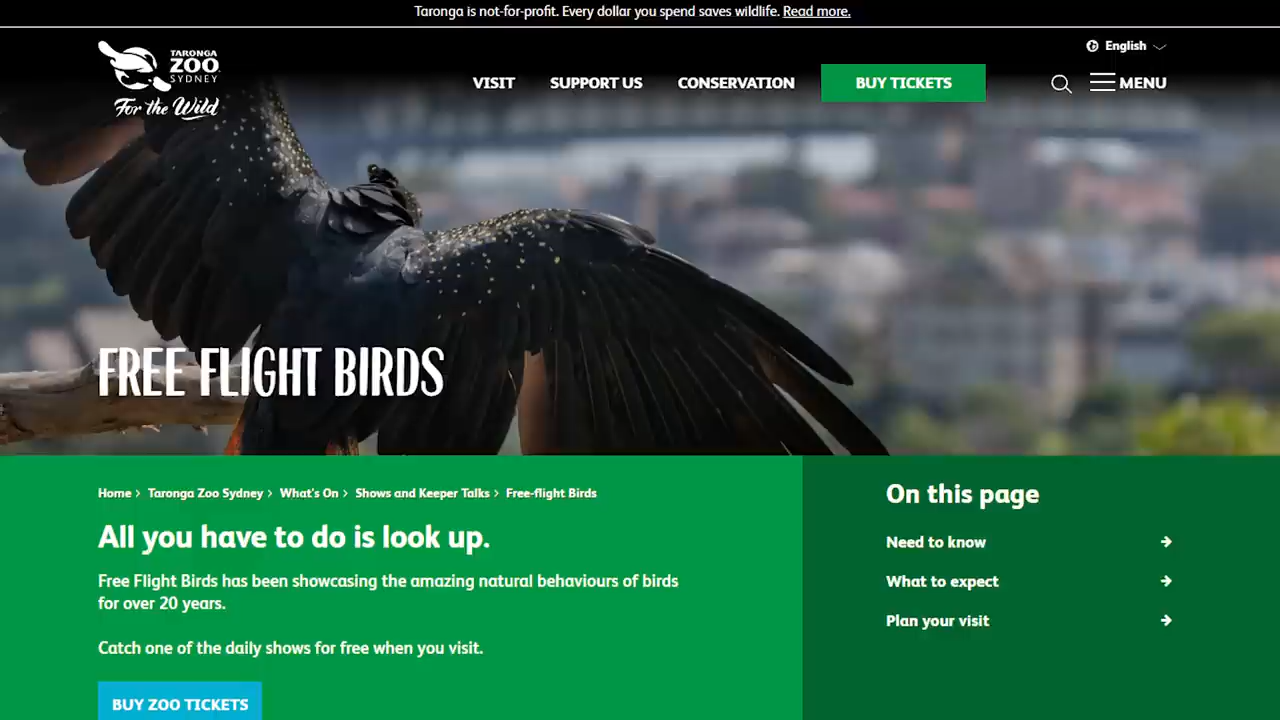 Taronga is not-for-profit. Every dollar you spend saves wildlife. Read more.
English
TARONGA
ZOO
SYDNEY
For the Wild
VISIT
SUPPORT US
CONSERVATION
BUY TICKETS
MENU
FREE FLIGHT BIRDS
Home > Taronga Zoo Sydney > What's On > Shows and Keeper Talks > Free-flight Birds
All you have to do is look up.
Free Flight Birds has been showcasing the amazing natural behaviours of birds
for over 20 years.
Catch one of the daily shows for free when you visit.
BUY ZOO TICKETS
On this page
Need to know
What to expect
Plan your visit